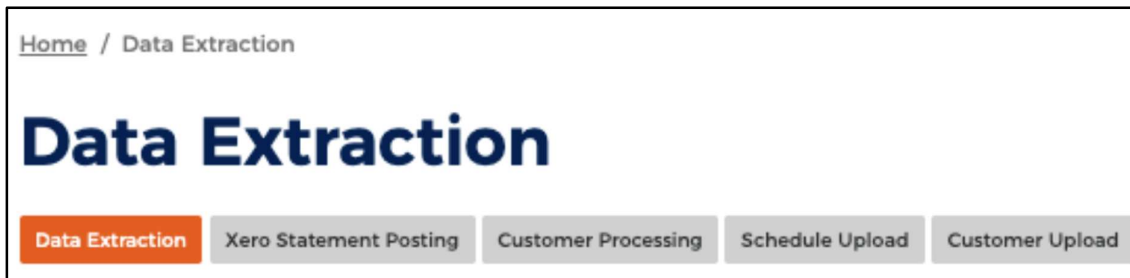 Home / Data Extraction
Data Extraction
Data Extraction Xero Statement Posting Customer Processing Schedule Upload Customer Upload